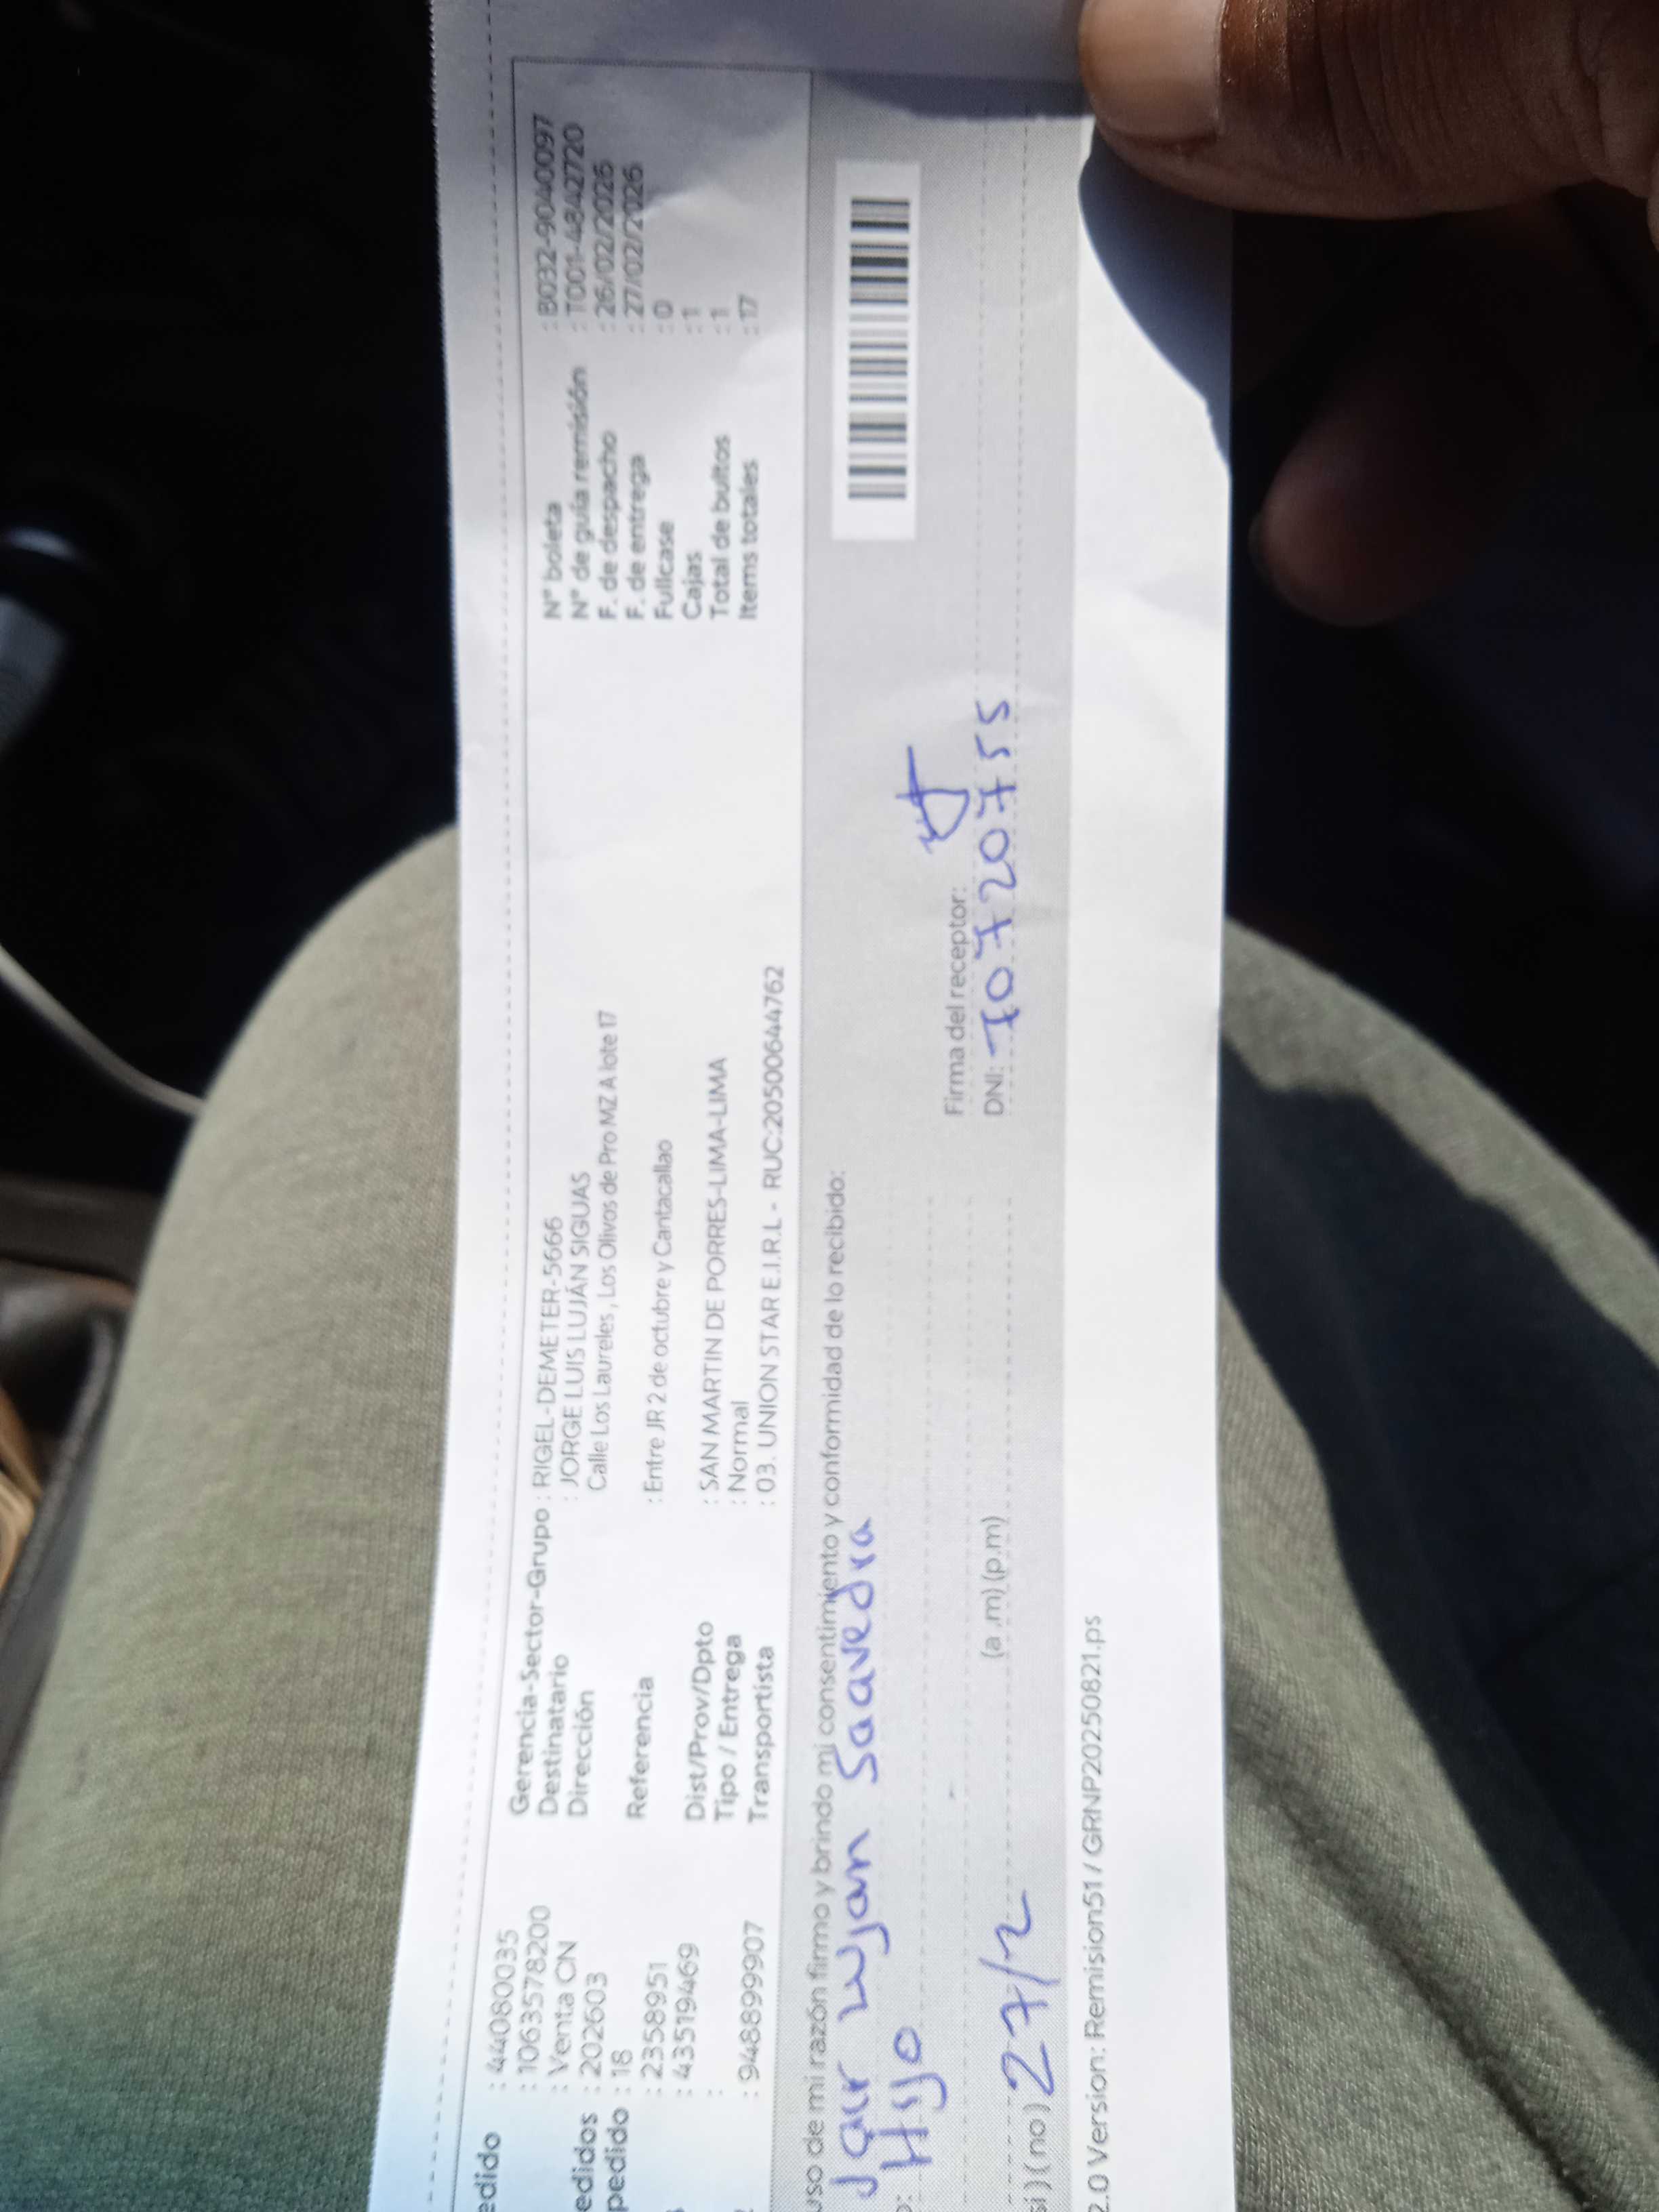 edido : 44080035
: 10635578200
: Venta CN
edidos : 202603
pedido : 18
: 2358951
: 43519469
:
: 948899907
Gerencia-Sector-Grupo : RIGEL-DEMETER-5666
Destinatario : JORGE LUIS LUJÁN SIGUAS
Dirección Calle Los Laureles , Los Olivos de Pro MZ A lote 17
Referencia : Entre JR 2 de octubre y Cantacallao
Dist/Prov/Dpto : SAN MARTIN DE PORRES-LIMA-LIMA
Tipo / Entrega : Normal
Transportista : 03. UNION STAR E.I.R.L - RUC:20500644762
N° boleta : B032-90440097
N° de guía remisión : T001-4842720
F. de despacho : 26/02/2026
F. de entrega : 27/02/2026
Fullcase : 0
Cajas : 1
Total de bultos : 1
Items totales : 17
uso de mi razón firmo y brindo mi consentimiento y conformidad de lo recibido:
Jair Lujan Saavedra
o: Hijo
Firma del receptor:
si) (no) 27/2 (a .m) (p.m)
DNI: 70720755
2.0 Version: Remision51 / GRNP20250821.ps